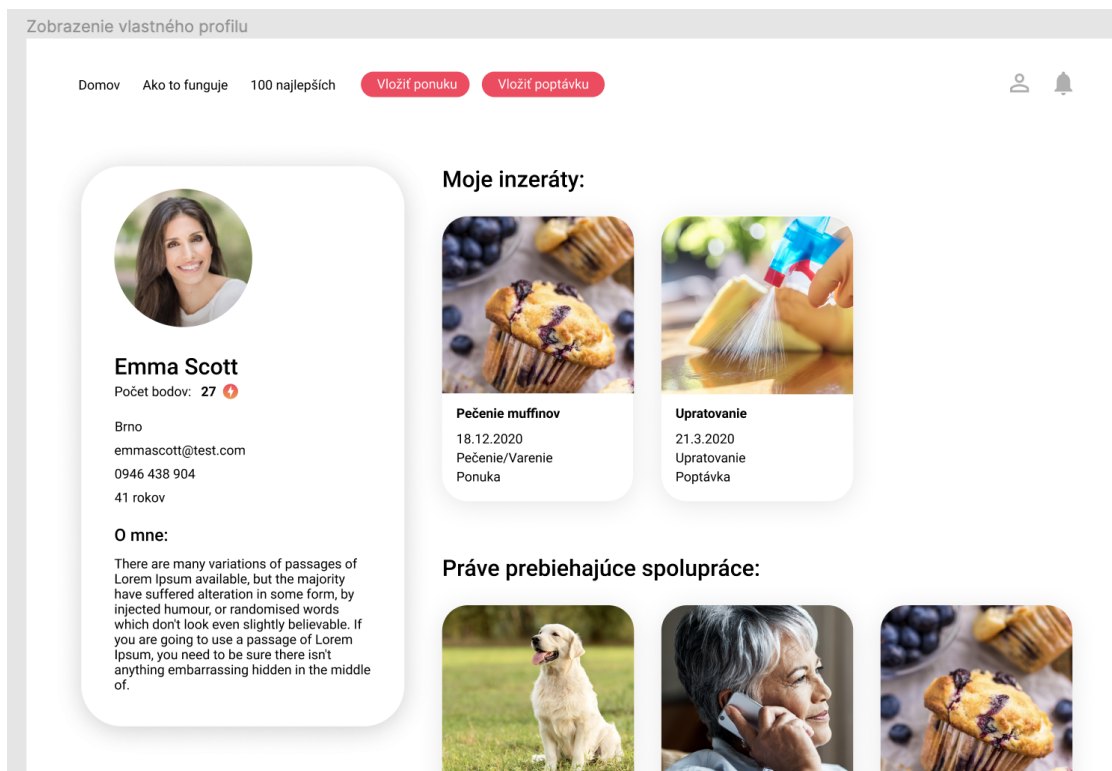 Zobrazenie vlastného profilu
Domov Ako to funguje 100 najlepších Vložiť ponuku Vložiť poptávku
Emma Scott
Počet bodov: 27
Brno
emmascott@test.com
0946 438 904
41 rokov
O mne:
There are many variations of passages of
Lorem Ipsum available, but the majority
have suffered alteration in some form, by
injected humour, or randomised words
which don't look even slightly believable. If
you are going to use a passage of Lorem
Ipsum, you need to be sure there isn't
anything embarrassing hidden in the middle
of.
Moje inzeráty:
Pečenie muffinov
18.12.2020
Pečenie/Varenie
Ponuka
Upratovanie
21.3.2020
Upratovanie
Poptávka
Práve prebiehajúce spolupráce: